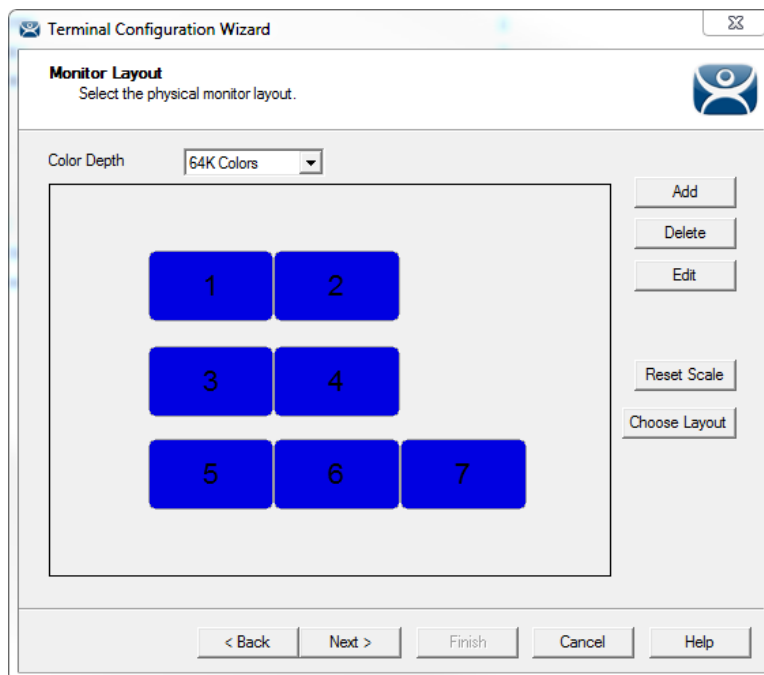 Terminal Configuration Wizard
Monitor Layout
Select the physical monitor layout.
Color Depth 64K Colors
Add
Delete
Edit
1 2
3 4
Reset Scale
Choose Layout
5 6 7
< Back Next > Finish Cancel Help